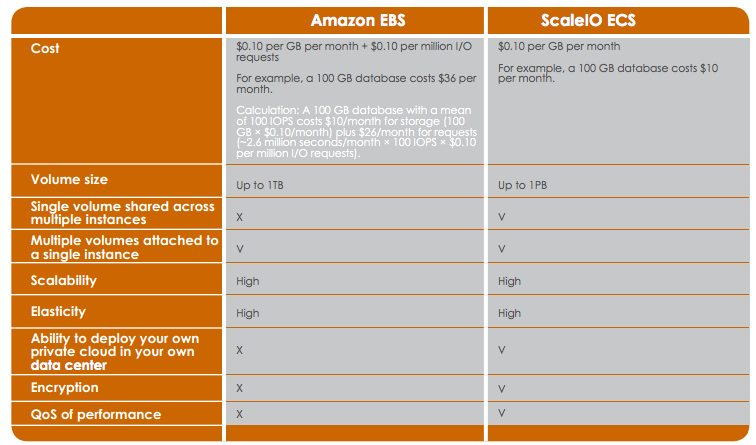 Amazon EBS
ScaleIO ECS
Cost
$0.10 per GB per month + $0.10 per million I/O
requests
For example, a 100 GB database costs $36 per
month.
Calculation: A 100 GB database with a mean
of 100 IOPS costs $10/month for storage (100
GB × $0.10/month) plus $26/month for requests
(~2.6 million seconds/month × 100 IOPS × $0.10
per million I/O requests).
$0.10 per GB per month
For example, a 100 GB database costs $10
per month.
Volume size
Up to 1TB
Up to 1PB
Single volume shared across
multiple instances
X
V
Multiple volumes attached to
a single instance
V
V
Scalability
High
High
Elasticity
High
High
Ability to deploy your own
private cloud in your own
data center
X
V
Encryption
X
V
QoS of performance
X
V